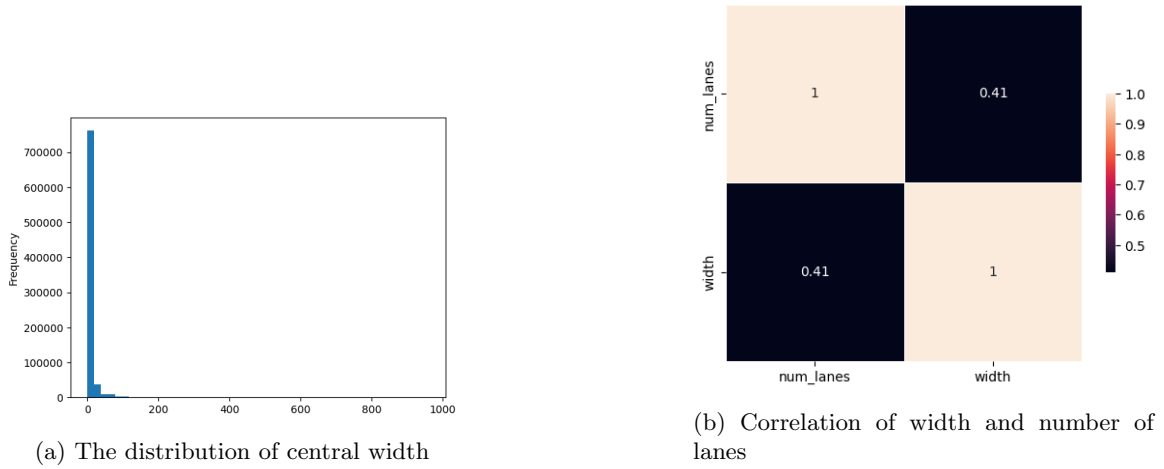 700000
600000
500000
400000
300000
200000
100000
0
Frequency
0 200 400 600 800 1000
(a) The distribution of central width
num_lanes
width
1 0.41
0.41 1
num_lanes width
1.0
0.9
0.8
0.7
0.6
0.5
(b) Correlation of width and number of
lanes